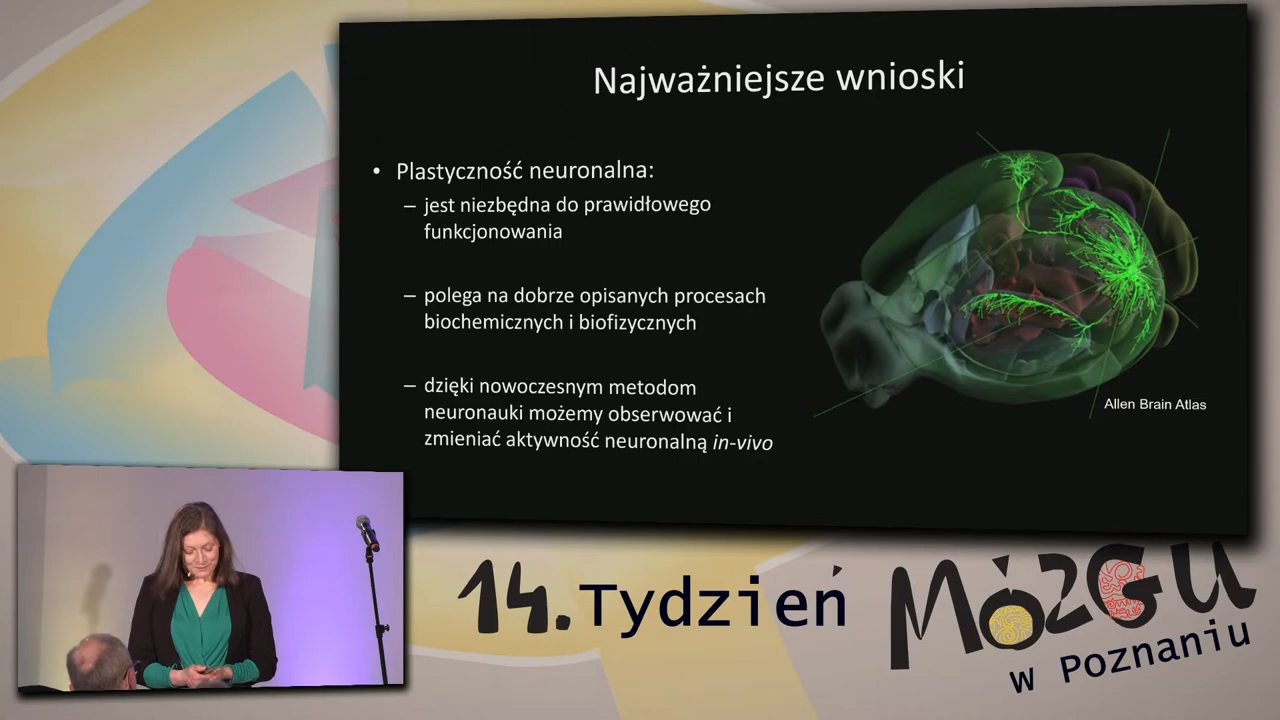 Najważniejsze wnioski
• Plastyczność neuronalna:
– jest niezbędna do prawidłowego
funkcjonowania
– polega na dobrze opisanych procesach
biochemicznych i biofizycznych
– dzięki nowoczesnym metodom
neuronauki możemy obserwować i
zmieniać aktywność neuronalną in-vivo
Allen Brain Atlas
14. Tydzień MóZGU
w Poznaniu